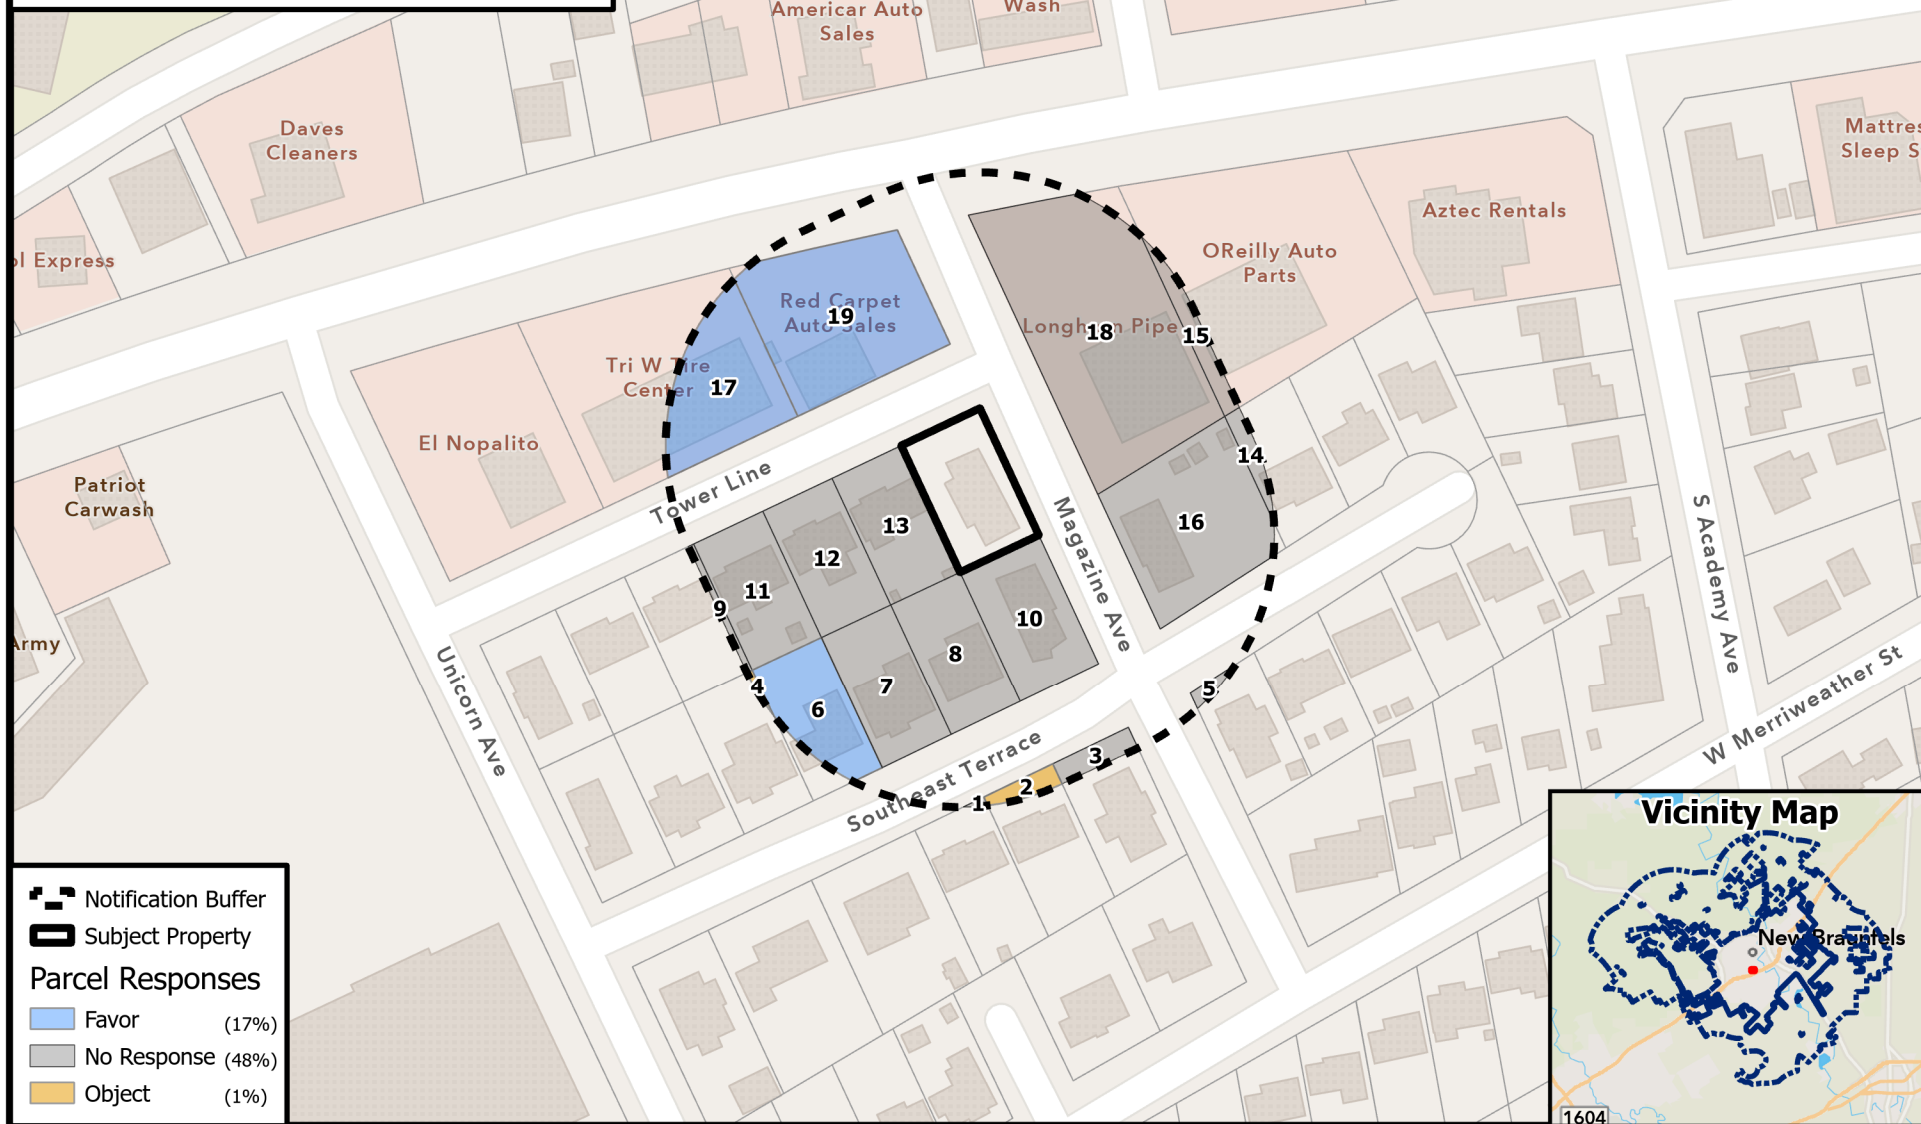 Americar Auto
Sales
Wash
Daves
Cleaners
Mattres
Sleep S
Aztec Rentals
OReilly Auto
Parts
ol Express
Red Carpet
Auto Sales
19
Longh n Pipe
18
15
Tri W Tire
Center
17
El Nopalito
Patriot
Carwash
Tower Line
14
13
16
12
11
9
10
Magazine Ave
S Academy Ave
Army
8
7
4
6
5
Unicorn Ave
W Merriweather St
3
2
1
Southeast Terrace
Notification Buffer
Subject Property
Parcel Responses
Favor (17%)
No Response (48%)
Object (1%)
Vicinity Map
New Braunfels
1604